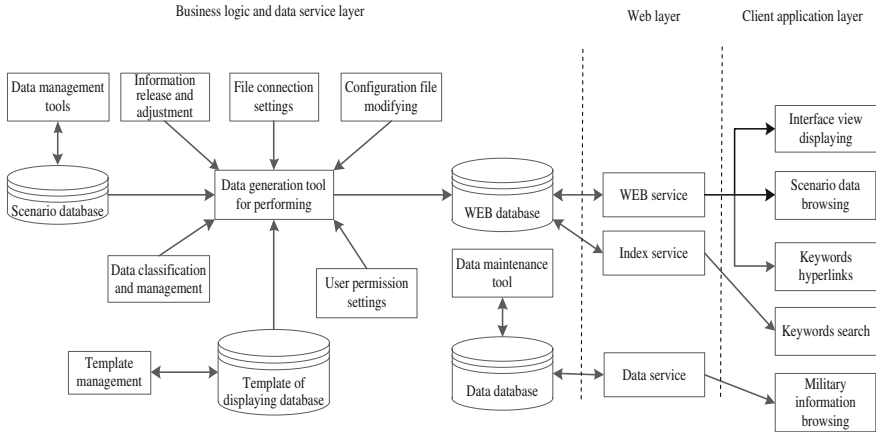 Business logic and data service layer
Web layer
Client application layer
Data management
tools
Information
release and
adjustment
File connection
settings
Configuration file
modifying
Interface view
displaying
Scenario database
Data generation tool
for performing
WEB database
WEB service
Scenario data
browsing
Data classification
and management
User permission
settings
Data maintenance
tool
Index service
Keywords
hyperlinks
Keywords search
Template
management
Template of
displaying database
Data database
Data service
Military
information
browsing